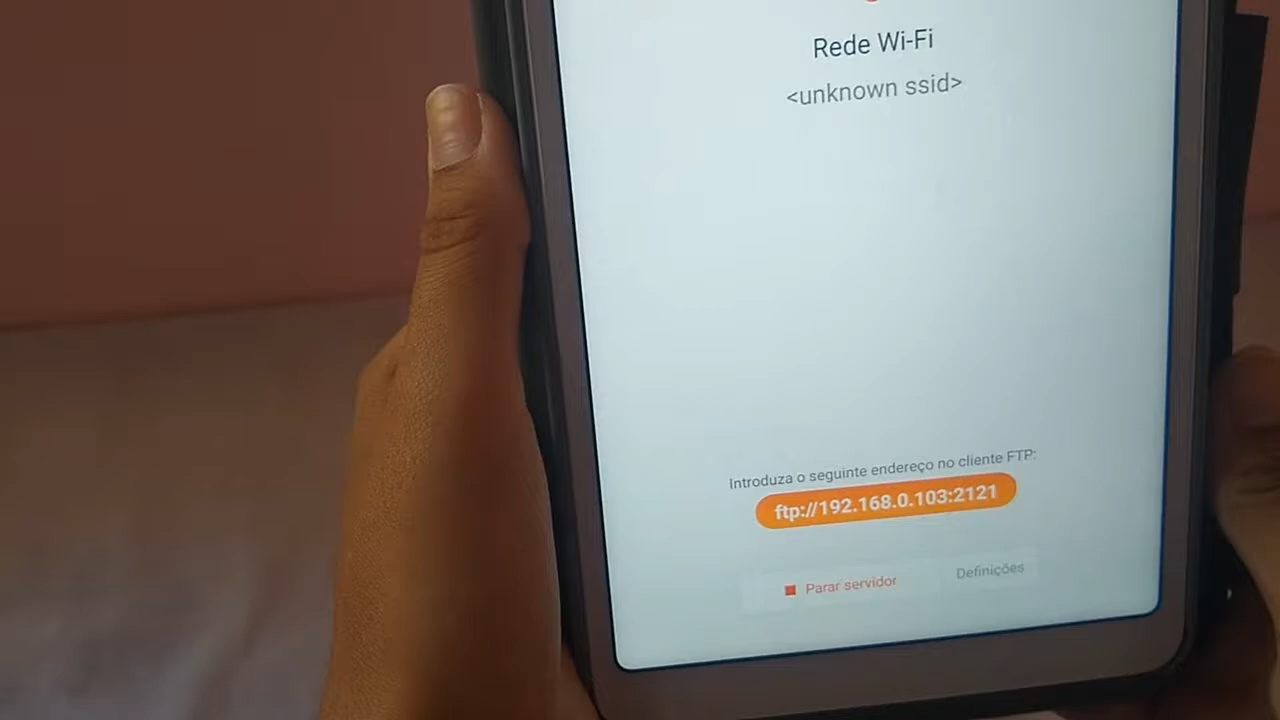 Rede Wi-Fi
<unknown ssid>
Introduza o seguinte endereço no cliente FTP:
ftp://192.168.0.103:2121
Parar servidor
Definições